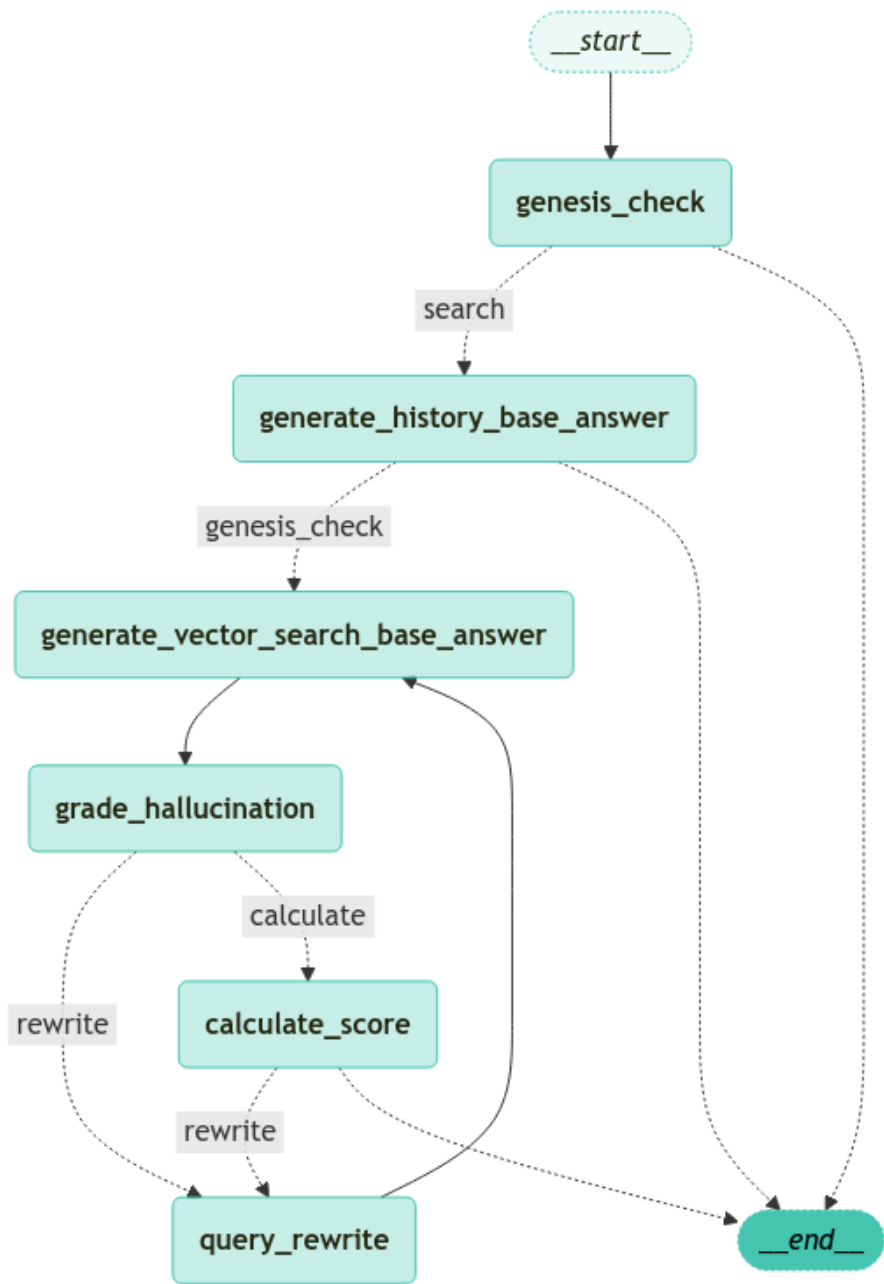 __start__
genesis_check
search
generate_history_base_answer
genesis_check
generate_vector_search_base_answer
grade_hallucination
calculate
rewrite
calculate_score
rewrite
query_rewrite
__end__